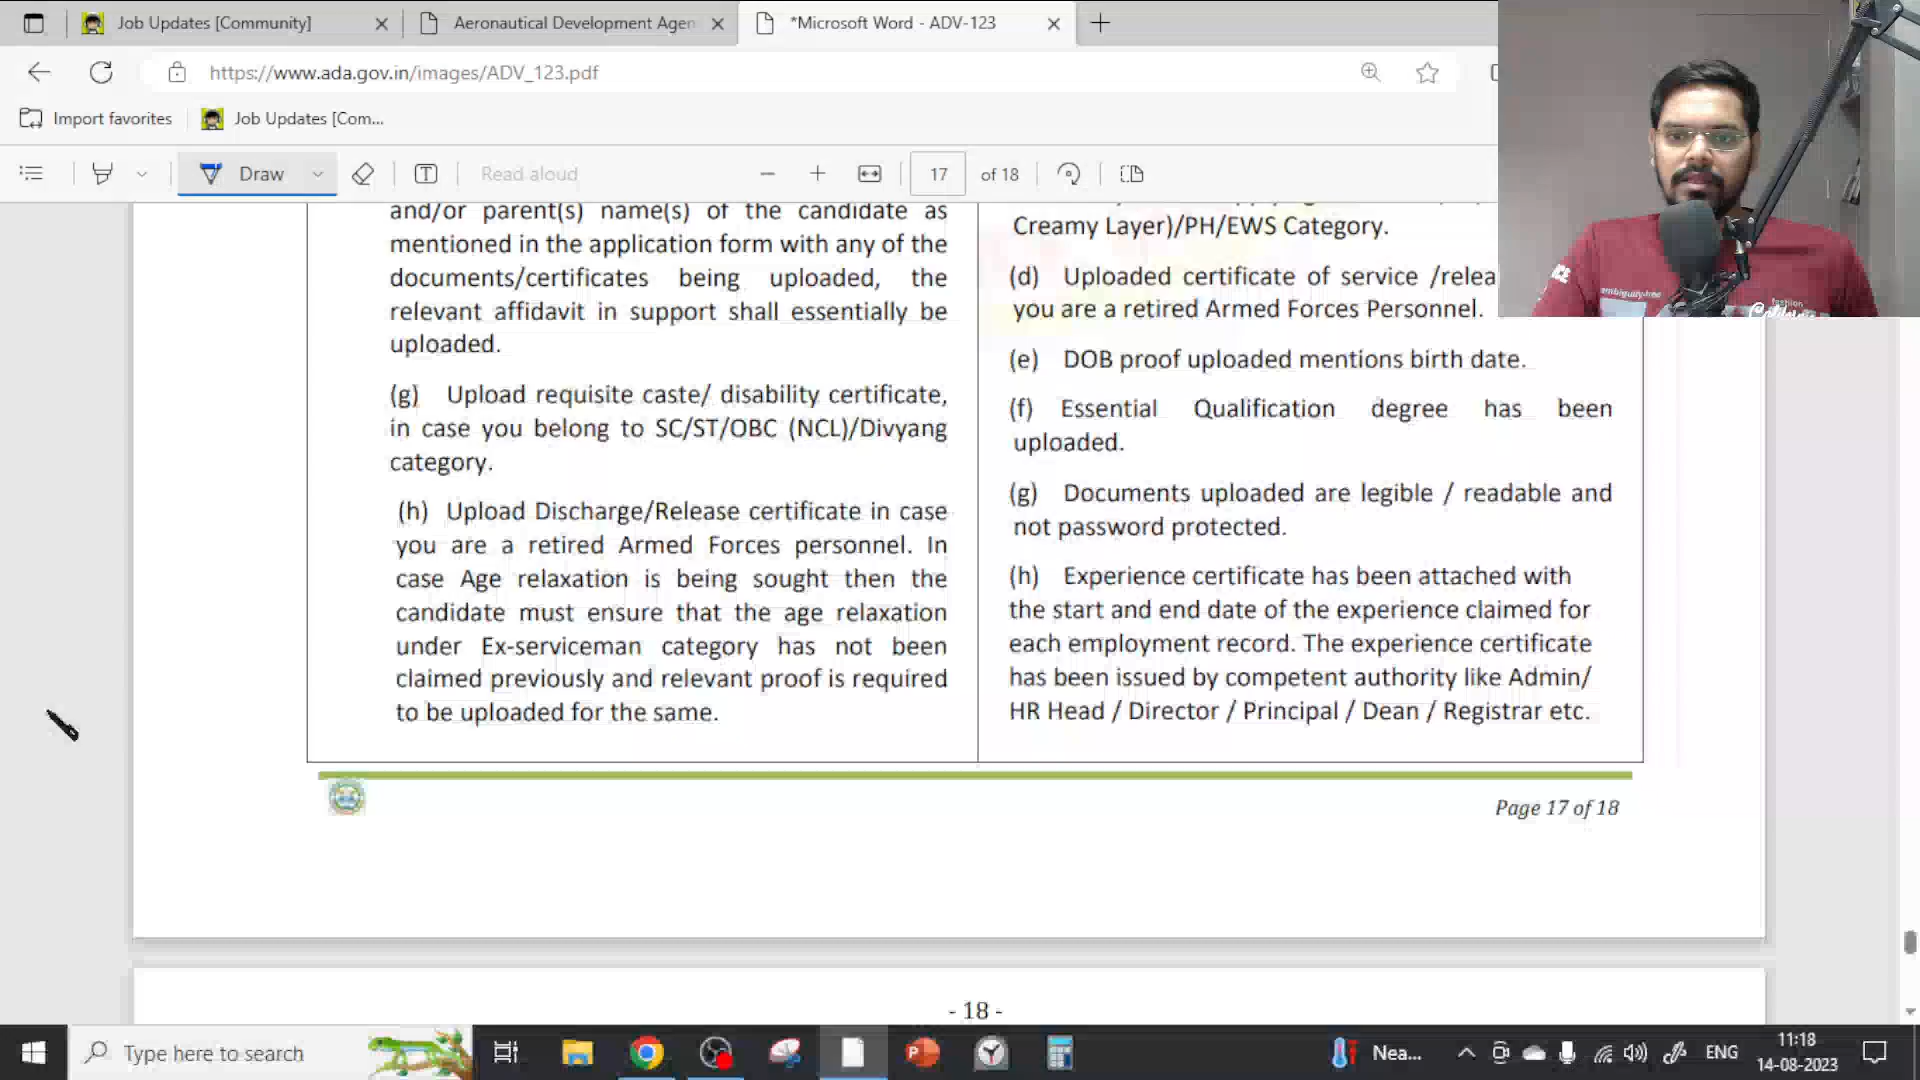 Job Updates [Community]
Aeronautical Development Agen
*Microsoft Word - ADV-123
https://www.ada.gov.in/images/ADV_123.pdf
Import favorites
Job Updates [Com...
Draw
Read aloud
17
of 18
and/or parent(s) name(s) of the candidate as
mentioned in the application form with any of the
documents/certificates being uploaded, the
relevant affidavit in support shall essentially be
uploaded.
(g) Upload requisite caste/ disability certificate,
in case you belong to SC/ST/OBC (NCL)/Divyang
category.
(h) Upload Discharge/Release certificate in case
you are a retired Armed Forces personnel. In
case Age relaxation is being sought then the
candidate must ensure that the age relaxation
under Ex-serviceman category has not been
claimed previously and relevant proof is required
to be uploaded for the same.
Creamy Layer)/PH/EWS Category.
(d) Uploaded certificate of service /relea
you are a retired Armed Forces Personnel.
(e) DOB proof uploaded mentions birth date.
(f) Essential Qualification degree has been
uploaded.
(g) Documents uploaded are legible / readable and
not password protected.
(h) Experience certificate has been attached with
the start and end date of the experience claimed for
each employment record. The experience certificate
has been issued by competent authority like Admin/
HR Head / Director / Principal / Dean / Registrar etc.
Page 17 of 18
- 18 -
ambiguity-free
fashion
Type here to search
Nea...
ENG
11:18
14-08-2023